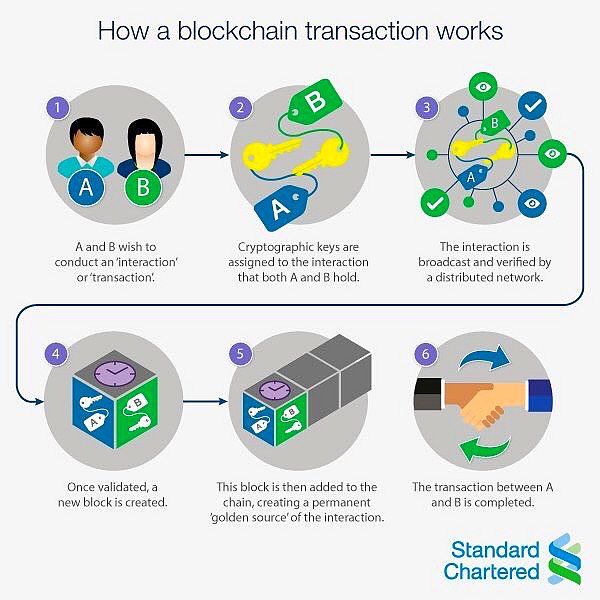 How a blockchain transaction works
1
2
3
B
B
A
A B
A
A and B wish to
conduct an 'interaction'
or 'transaction'.
Cryptographic keys are
assigned to the interaction
that both A and B hold.
The interaction is
broadcast and verified by
a distributed network.
4
5
6
A
B
A
B
Once validated, a
new block is created.
This block is then added to the
chain, creating a permanent
'golden source' of the interaction.
The transaction between A
and B is completed.
Standard
Chartered